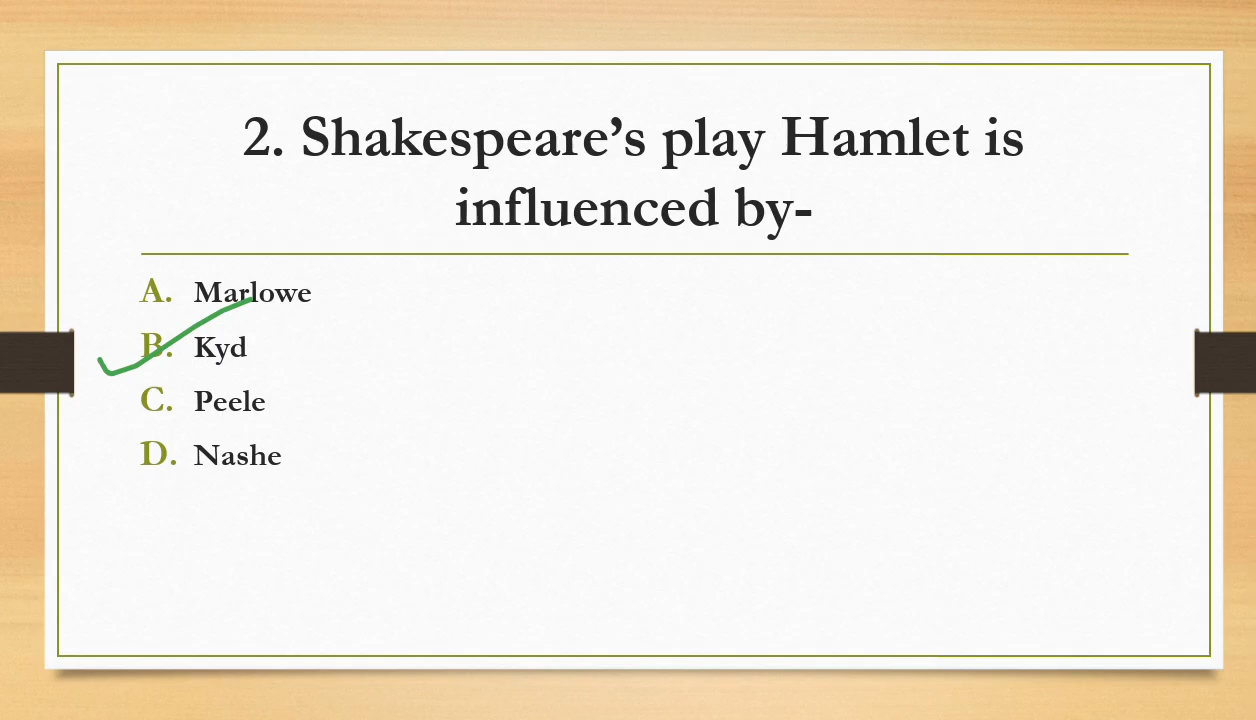 2. Shakespeare’s play Hamlet is
influenced by-
A. Marlowe
B. Kyd
C. Peele
D. Nashe